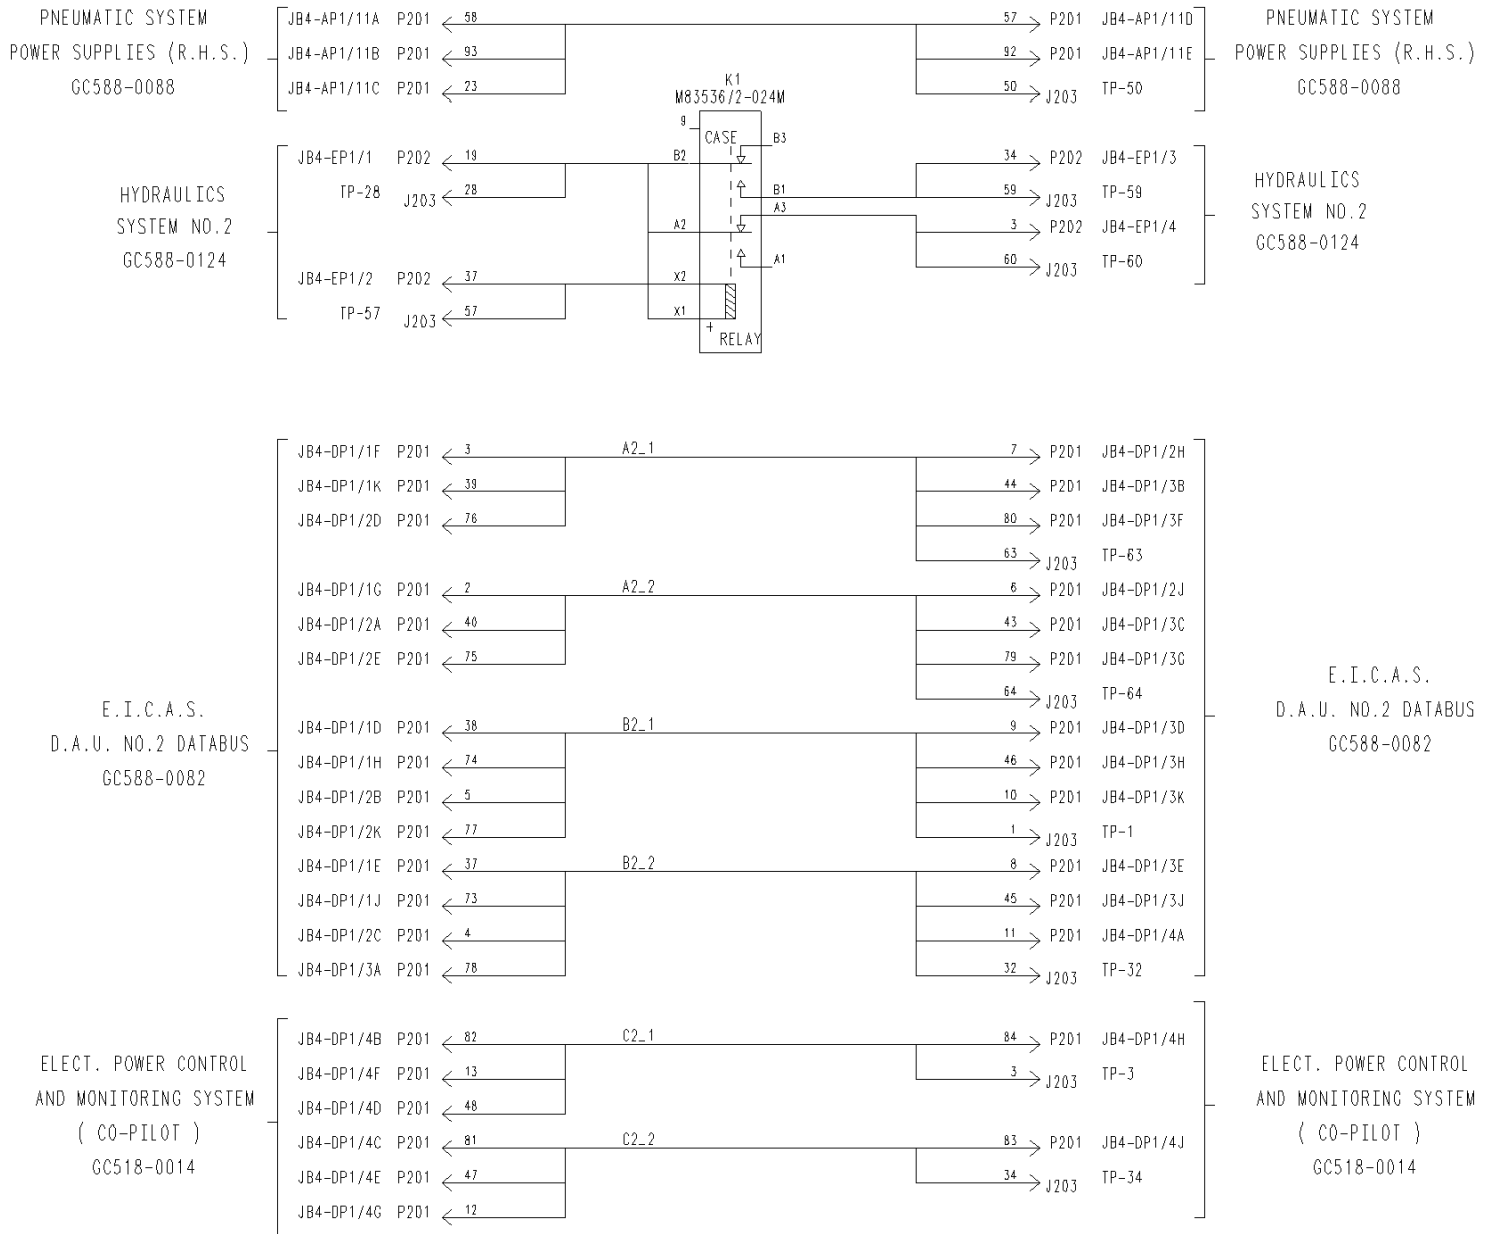 PNEUMATIC SYSTEM
POWER SUPPLIES (R.H.S.)
GC588-0088
JB4-AP1/11A P201 58
JB4-AP1/11B P201 93
JB4-AP1/11C P201 23
57 P201 JB4-AP1/11D
92 P201 JB4-AP1/11E
50 J203 TP-50
PNEUMATIC SYSTEM
POWER SUPPLIES (R.H.S.)
GC588-0088
K1
M83536/2-024M
9
CASE
B3
B2
B1
A3
A2
A1
X2
X1
+
RELAY
HYDRAULICS
SYSTEM NO.2
GC588-0124
JB4-EP1/1 P202 19
TP-28 J203 28
JB4-EP1/2 P202 37
TP-57 J203 57
34 P202 JB4-EP1/3
59 J203 TP-59
3 P202 JB4-EP1/4
60 J203 TP-60
HYDRAULICS
SYSTEM NO.2
GC588-0124
E.I.C.A.S.
D.A.U. NO.2 DATABUS
GC588-0082
JB4-DP1/1F P201 3 A2_1 7 P201 JB4-DP1/2H
JB4-DP1/1K P201 39 44 P201 JB4-DP1/3B
JB4-DP1/2D P201 76 80 P201 JB4-DP1/3F
63 J203 TP-63
JB4-DP1/1G P201 2 A2_2 6 P201 JB4-DP1/2J
JB4-DP1/2A P201 40 43 P201 JB4-DP1/3C
JB4-DP1/2E P201 75 79 P201 JB4-DP1/3G
64 J203 TP-64
JB4-DP1/1D P201 38 B2_1 9 P201 JB4-DP1/3D
JB4-DP1/1H P201 74 46 P201 JB4-DP1/3H
JB4-DP1/2B P201 5 10 P201 JB4-DP1/3K
JB4-DP1/2K P201 77 1 J203 TP-1
JB4-DP1/1E P201 37 B2_2 8 P201 JB4-DP1/3E
JB4-DP1/1J P201 73 45 P201 JB4-DP1/3J
JB4-DP1/2C P201 4 11 P201 JB4-DP1/4A
JB4-DP1/3A P201 78 32 J203 TP-32
E.I.C.A.S.
D.A.U. NO.2 DATABUS
GC588-0082
ELECT. POWER CONTROL
AND MONITORING SYSTEM
( CO-PILOT )
GC518-0014
JB4-DP1/4B P201 82 C2_1 84 P201 JB4-DP1/4H
JB4-DP1/4F P201 13 3 J203 TP-3
JB4-DP1/4D P201 48
JB4-DP1/4C P201 81 C2_2 83 P201 JB4-DP1/4J
JB4-DP1/4E P201 47 34 J203 TP-34
JB4-DP1/4G P201 12
ELECT. POWER CONTROL
AND MONITORING SYSTEM
( CO-PILOT )
GC518-0014